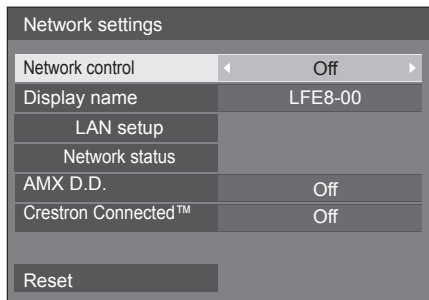 Network settings
Network control Off
Display name LFE8-00
LAN setup
Network status
AMX D.D. Off
Crestron Connected™ Off
Reset